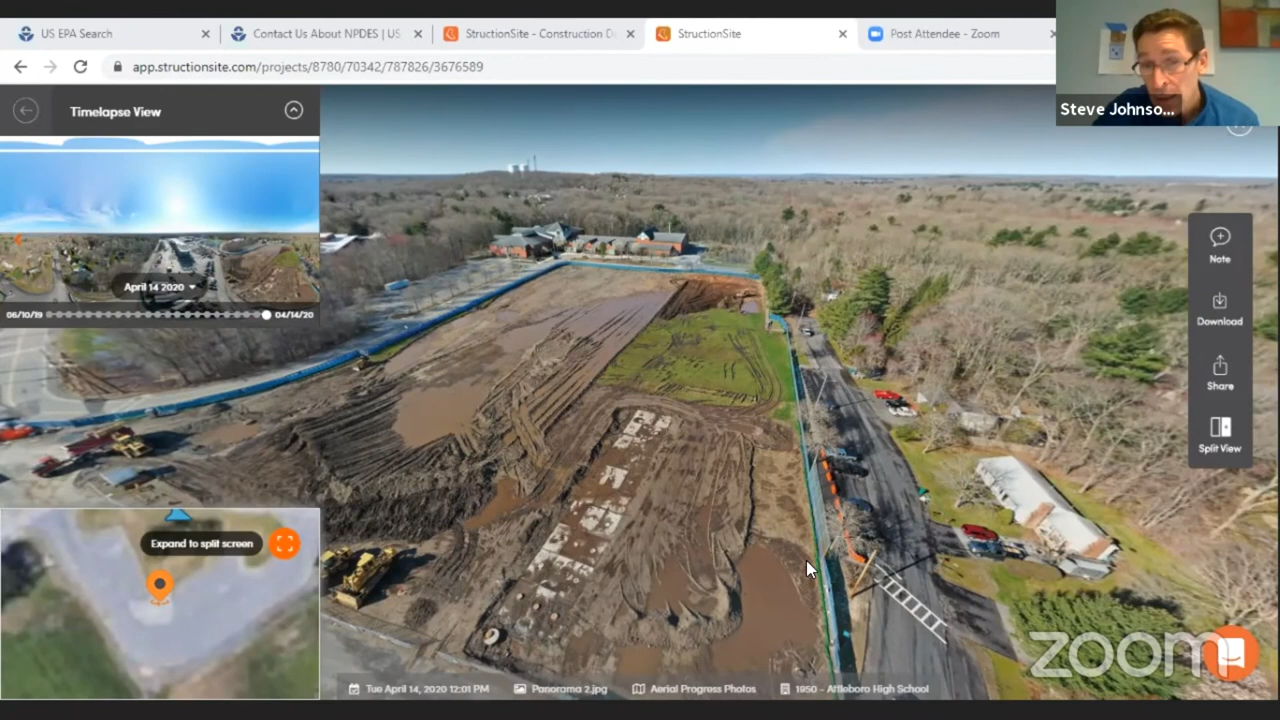 US EPA Search
Contact Us About NPDES | US
StructionSite - Construction D
StructionSite
Post Attendee - Zoom
app.structionsite.com/projects/8780/70342/787826/3676589
Steve Johnso...
Timelapse View
April 14 2020
06/10/19
04/14/20
Note
Download
Share
Split View
Expand to split screen
zoom
Tue April 14, 2020 12:01 PM
Panorama 2.jpg
Aerial Progress Photos
1950 - Attleboro High School